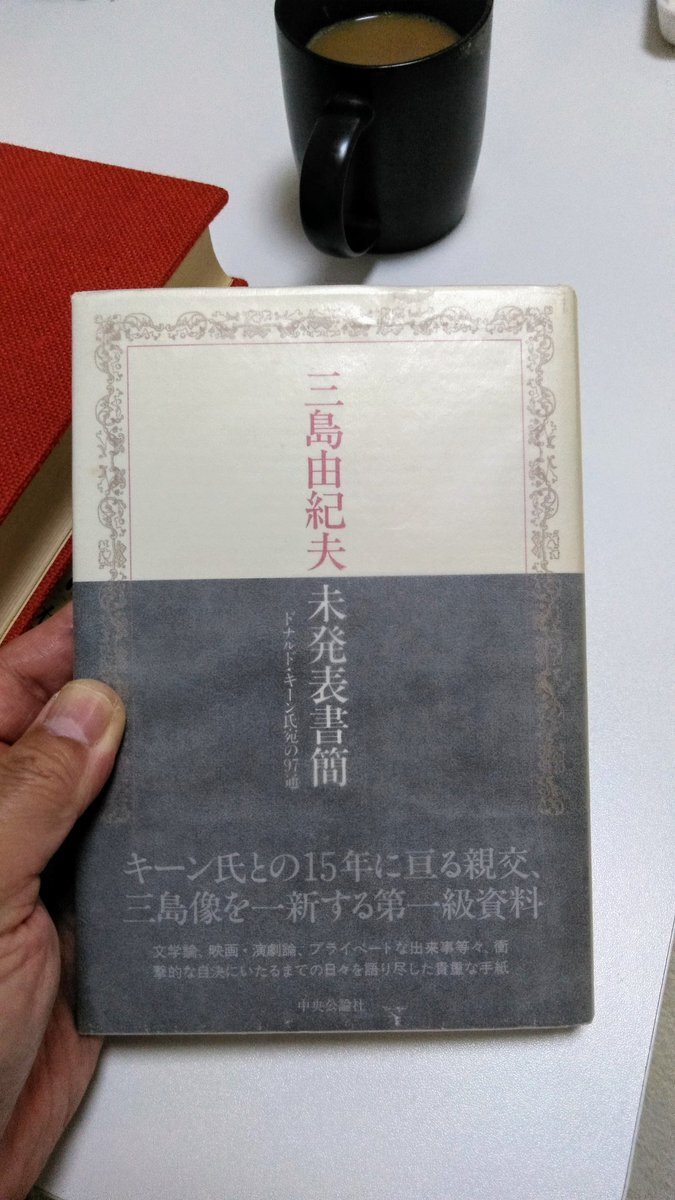 三島由紀夫 未発表書簡
ドナルド・キーン氏宛の97通
キーン氏との15年に亘る親交、
三島像を一新する第一級資料
文学論、映画・演劇論、プライベートな出来事等々、衝
撃的な自決にいたるまでの日々を語り尽した貴重な手紙
中央公論社